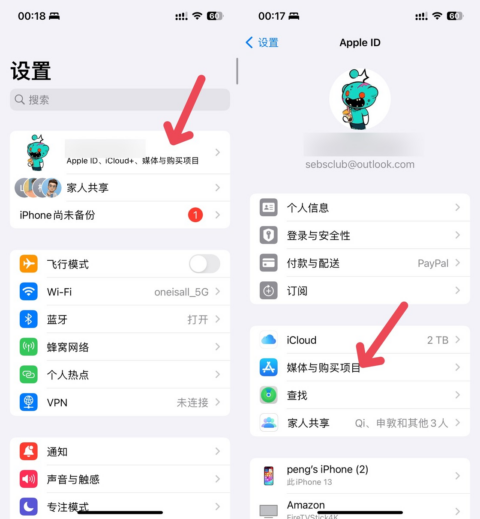 00:18
60
设置
搜索
Apple ID、iCloud+、媒体与购买项目
家人共享
iPhone尚未备份
1
飞行模式
Wi-Fi
oneisall_5G
蓝牙
打开
蜂窝网络
个人热点
VPN
未连接
通知
声音与触感
专注模式
00:17
60
设置
Apple ID
sebsclub@outlook.com
个人信息
登录与安全性
付款与配送
PayPal
订阅
iCloud
2 TB
媒体与购买项目
查找
家人共享
Qi、申敦和其他3人
peng's iPhone (2)
此iPhone 13
Amazon
FireTVStick4K